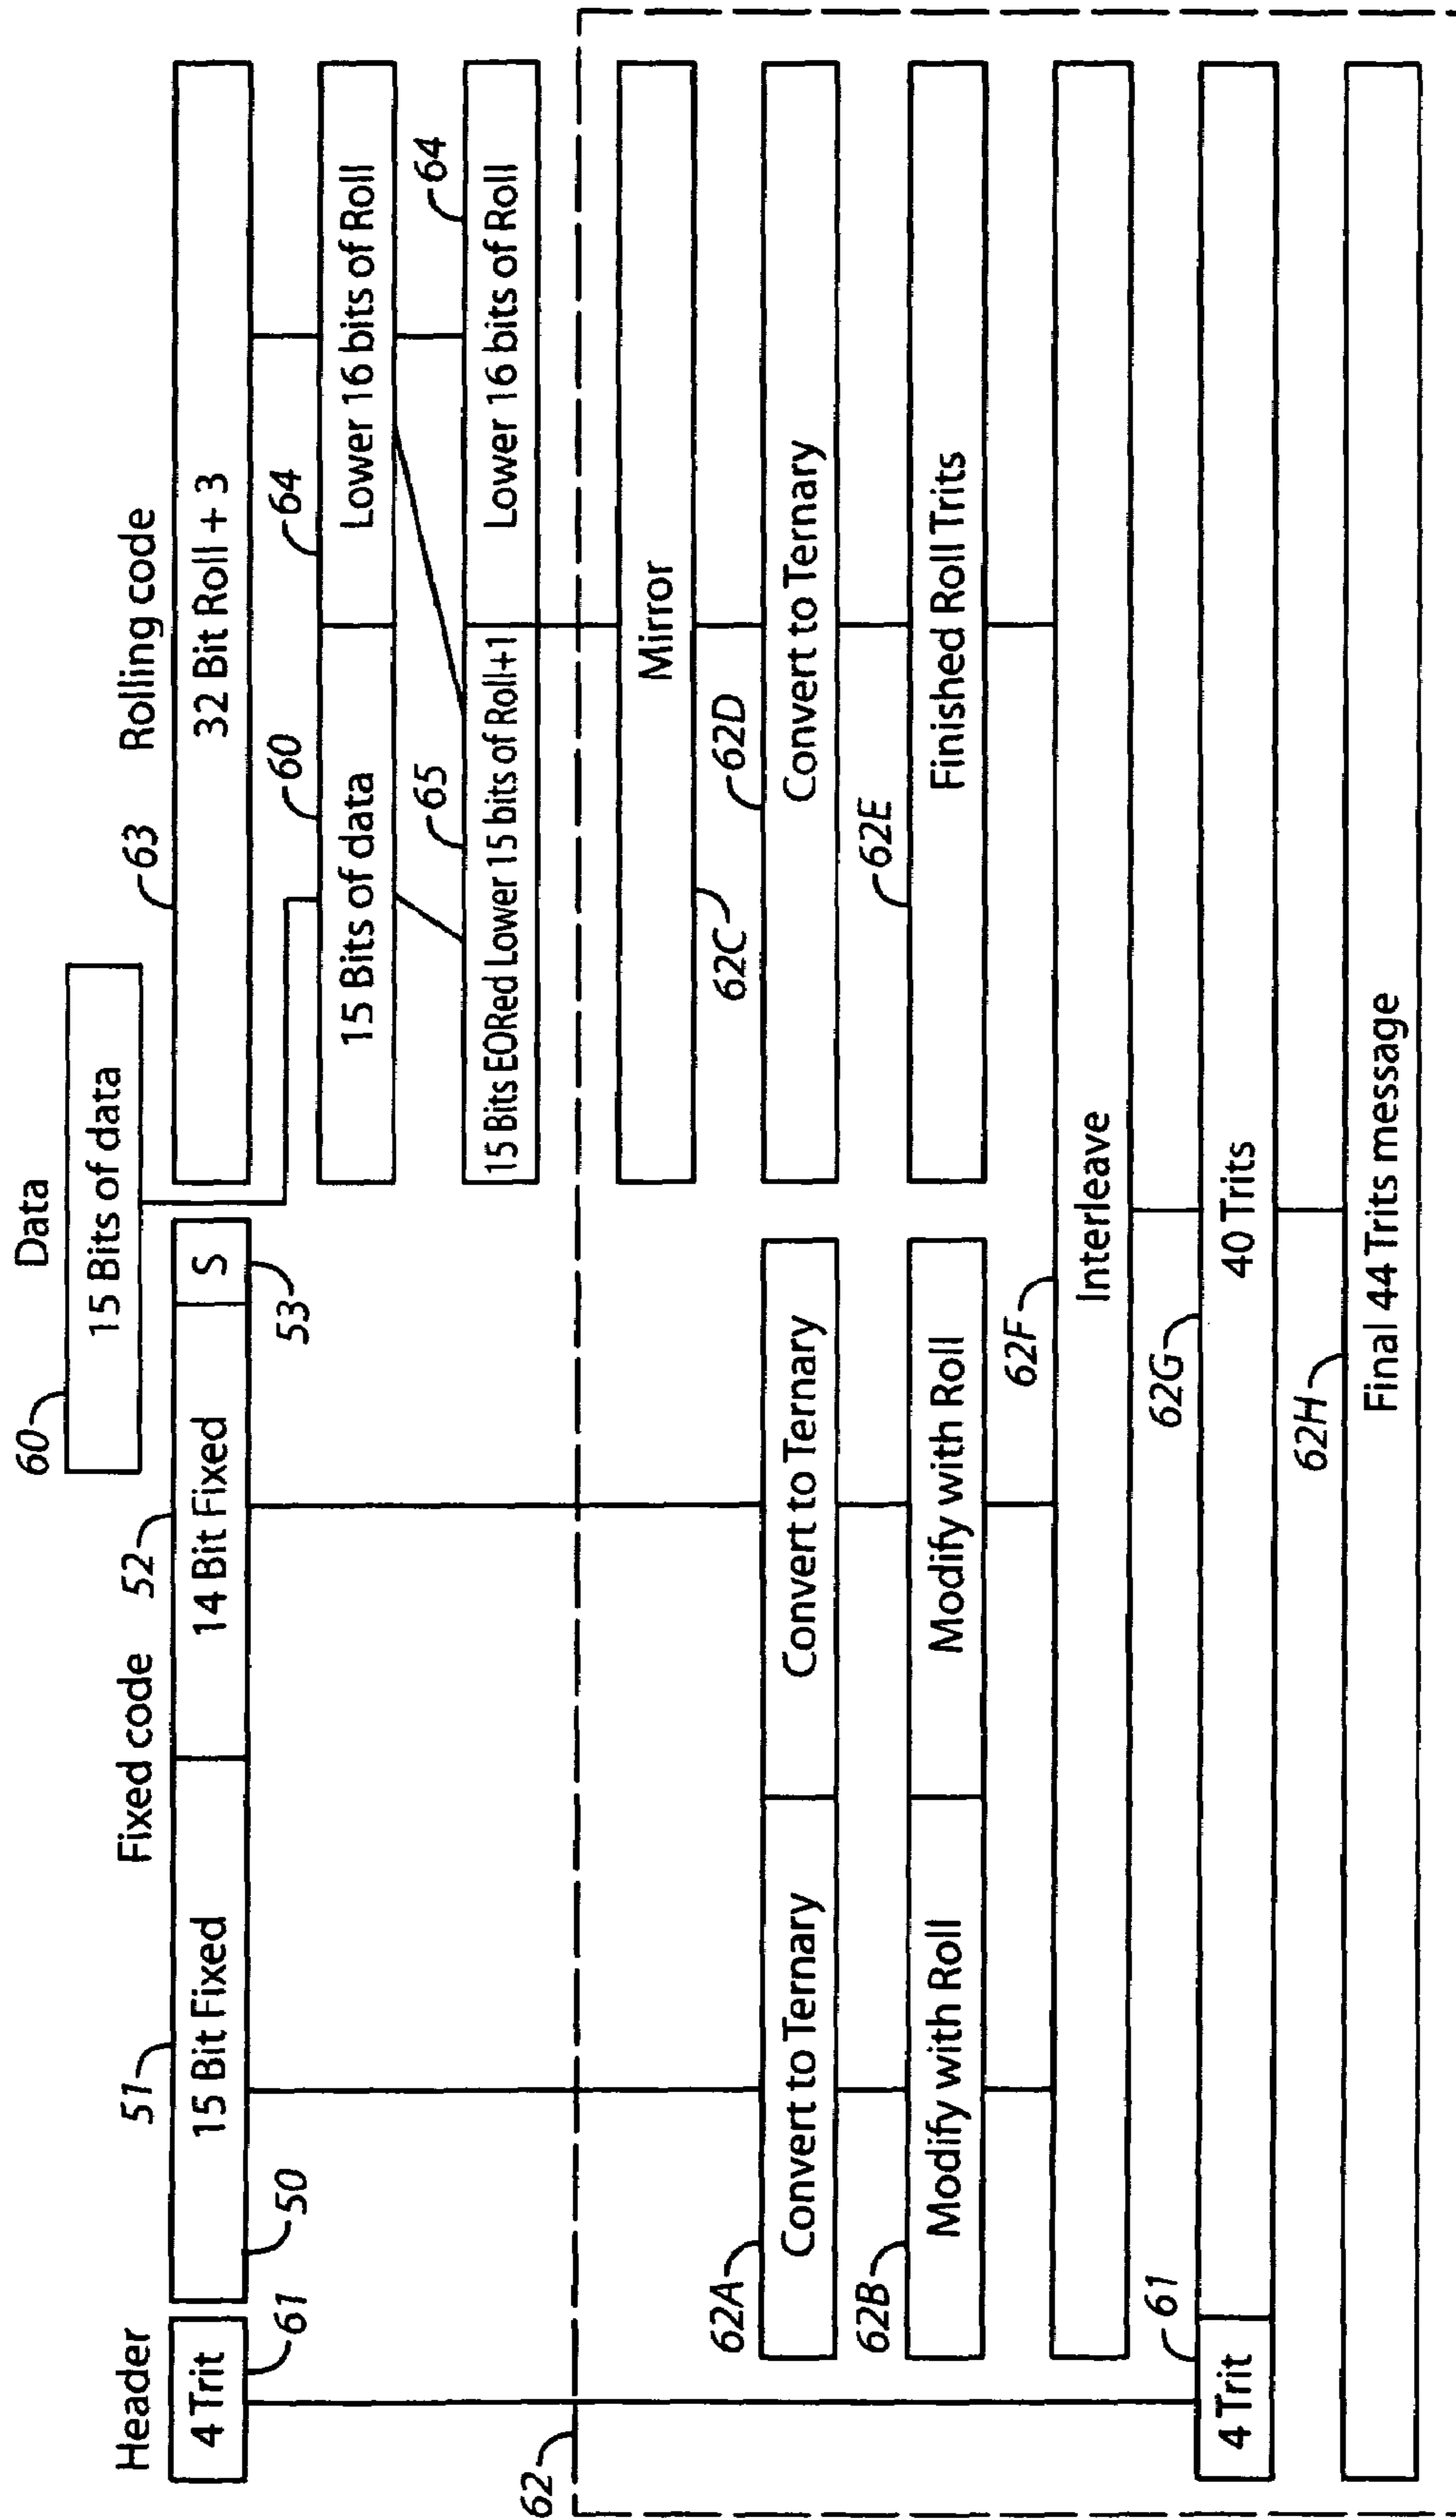 Header
Fixed code
Data
Rolling code
60
15 Bits of data
51
52
63
4 Trit
15 Bit Fixed
14 Bit Fixed
S
32 Bit Roll + 3
61
50
53
60
64
15 Bits of data
Lower 16 bits of Roll
65
64
15 Bits EORed Lower 15 bits of Roll+1
Lower 16 bits of Roll
62
Mirror
62C
62D
62A
Convert to Ternary
Convert to Ternary
Convert to Ternary
62E
62B
Modify with Roll
Modify with Roll
Finished Roll Trits
62F
Interleave
61
62G
4 Trit
40 Trits
62H
Final 44 Trits message